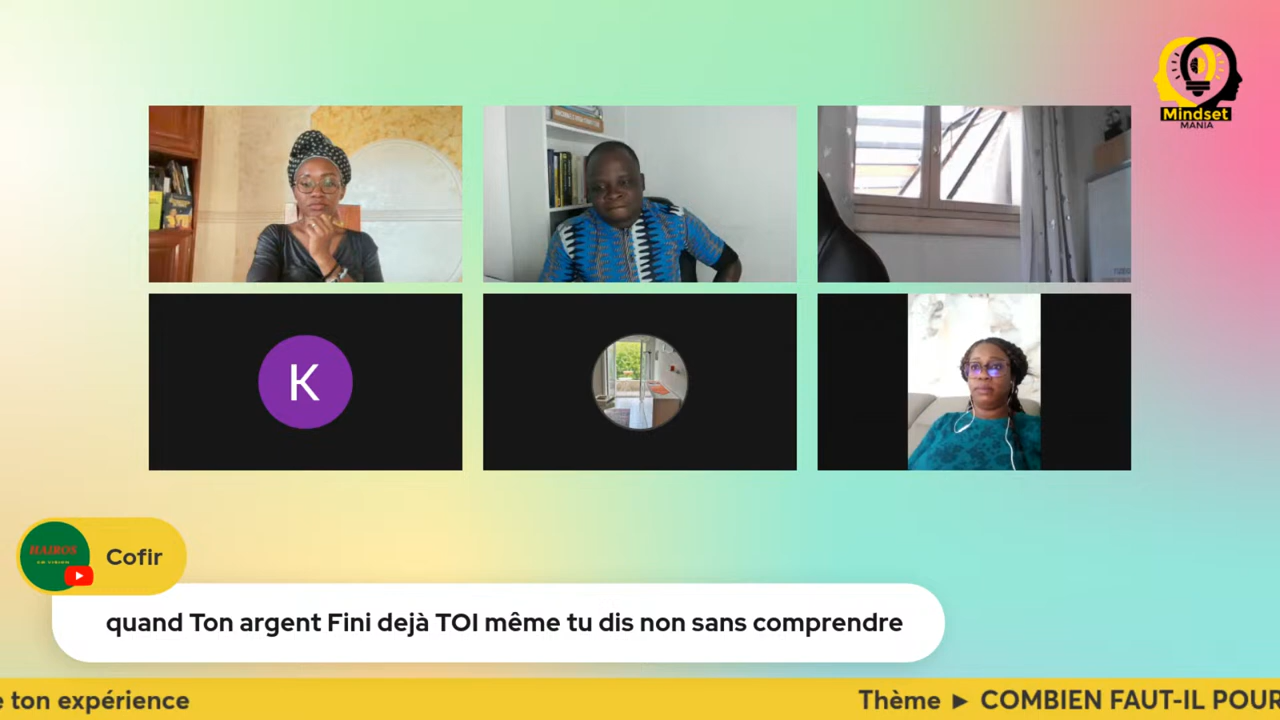 Mindset
MANIA
K
HAIROS
Cofir
quand Ton argent Fini dejà TOI même tu dis non sans comprendre
e ton expérience
Thème ► COMBIEN FAUT-IL POUR